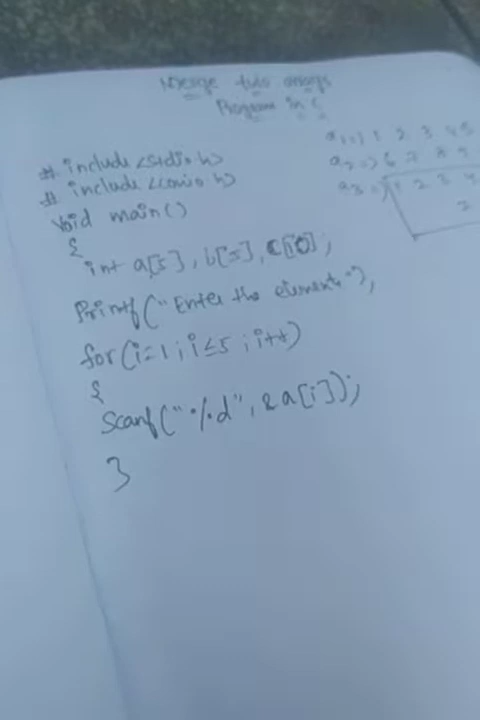 Merge two arrays
Program in C
a1=> 1 2 3 4 5
a2=> 6 7 8 9
a3=> 1 2 3 4
# include <stdio.h>
# include <conio.h>
void main()
{
int a[5], b[5], c[10];
Printf("Enter the elements");
for(i=1; i≤5; i++)
{
Scanf("%d", &a[i]);
}